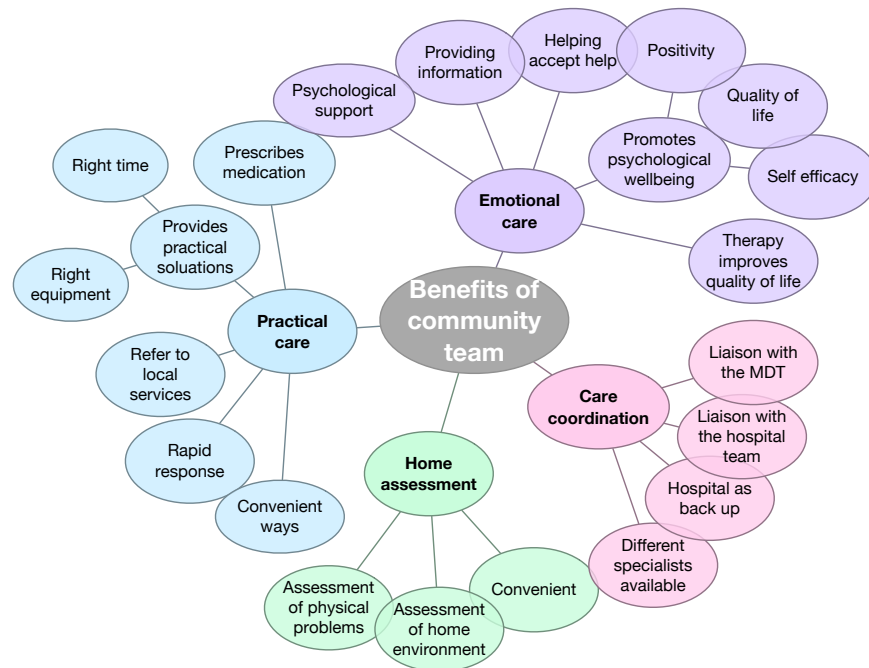 Benefits of
community
team
Emotional
care
Psychological
support
Providing
information
Helping
accept help
Positivity
Promotes
psychological
wellbeing
Quality of
life
Self efficacy
Therapy
improves
quality of life
Practical
care
Prescribes
medication
Provides
practical
soluations
Right time
Right
equipment
Refer to
local
services
Rapid
response
Convenient
ways
Home
assessment
Assessment
of physical
problems
Assessment
of home
environment
Convenient
Care
coordination
Liaison with
the MDT
Liaison with
the hospital
team
Hospital as
back up
Different
specialists
available